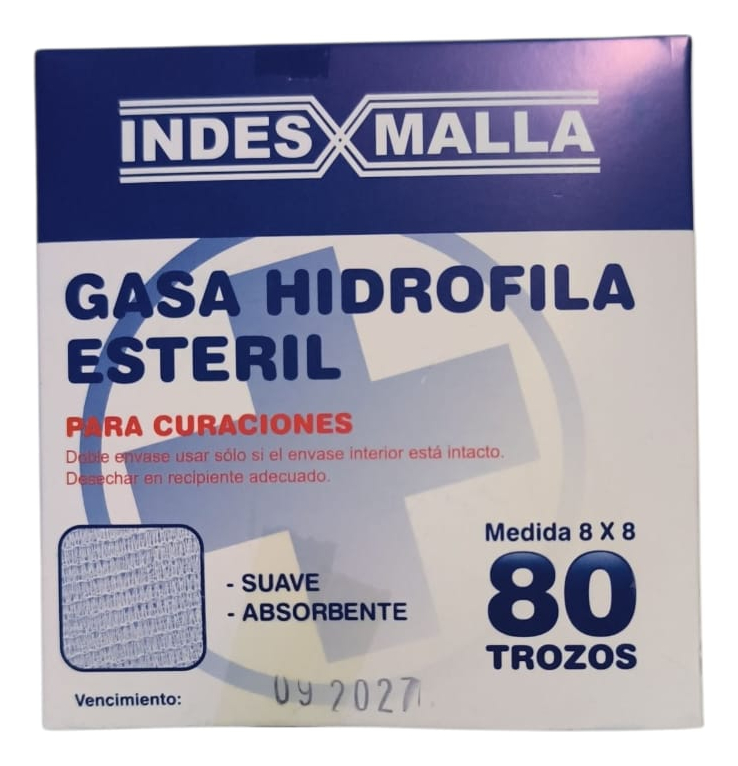 INDES MALLA
GASA HIDROFILA
ESTERIL
PARA CURACIONES
Doble envase usar sólo si el envase interior está intacto.
Desechar en recipiente adecuado.
Medida 8 X 8
80
TROZOS
- SUAVE
- ABSORBENTE
Vencimiento: 09 2027